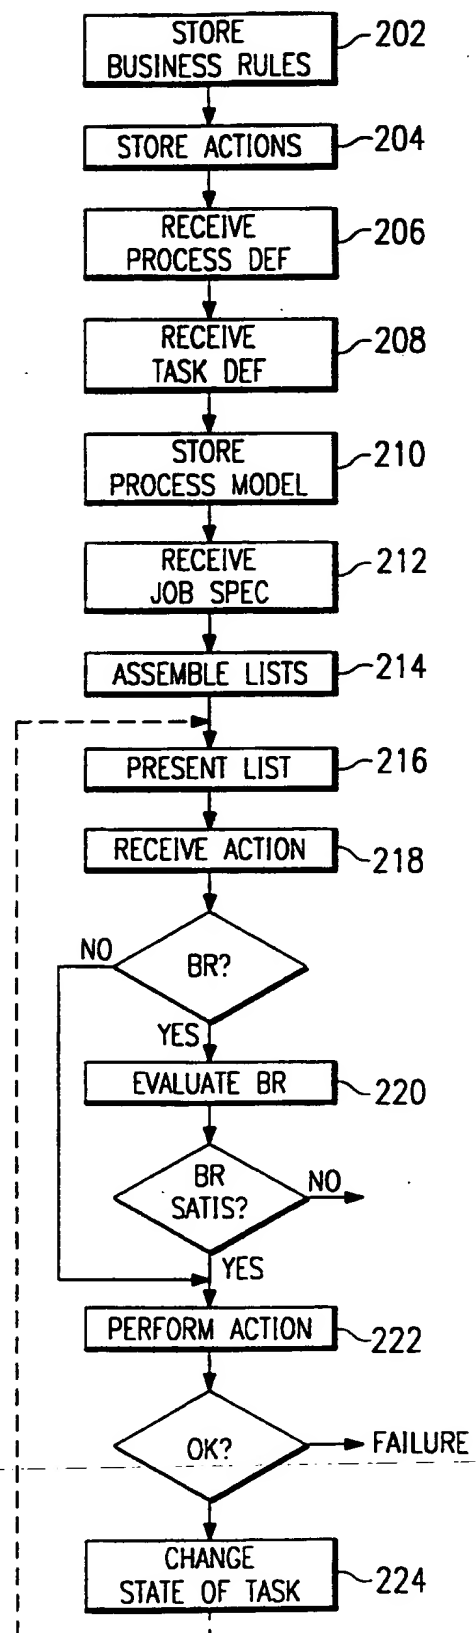 STORE
BUSINESS RULES
202
STORE ACTIONS
204
RECEIVE
PROCESS DEF
206
RECEIVE
TASK DEF
208
STORE
PROCESS MODEL
210
RECEIVE
JOB SPEC
212
ASSEMBLE LISTS
214
PRESENT LIST
216
RECEIVE ACTION
218
NO
BR?
YES
EVALUATE BR
220
BR
SATIS?
NO
YES
PERFORM ACTION
222
OK?
FAILURE
CHANGE
STATE OF TASK
224